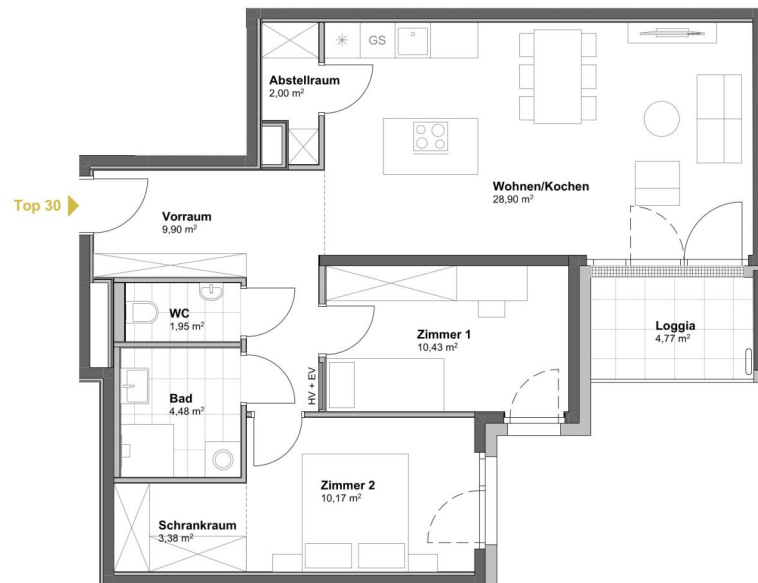 GS
Abstellraum
2,00 m²
Wohnen/Kochen
28,90 m²
Top 30
Vorraum
9,90 m²
WC
1,95 m²
Zimmer 1
10,43 m²
Loggia
4,77 m²
HV + EV
Bad
4,48 m²
Zimmer 2
10,17 m²
Schrankraum
3,38 m²